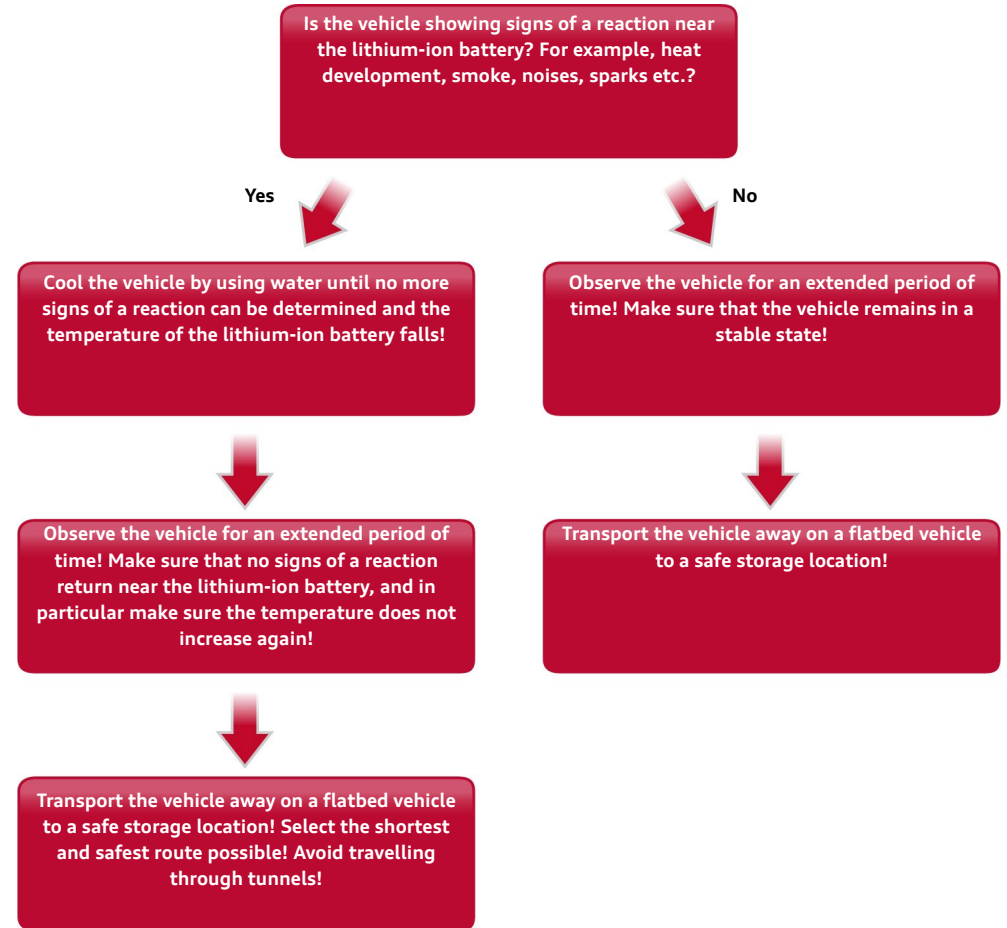 Is the vehicle showing signs of a reaction near
the lithium-ion battery? For example, heat
development, smoke, noises, sparks etc.?
Yes
No
Cool the vehicle by using water until no more
signs of a reaction can be determined and the
temperature of the lithium-ion battery falls!
Observe the vehicle for an extended period of
time! Make sure that the vehicle remains in a
stable state!
Observe the vehicle for an extended period of
time! Make sure that no signs of a reaction
return near the lithium-ion battery, and in
particular make sure the temperature does not
increase again!
Transport the vehicle away on a flatbed vehicle
to a safe storage location!
Transport the vehicle away on a flatbed vehicle
to a safe storage location! Select the shortest
and safest route possible! Avoid travelling
through tunnels!